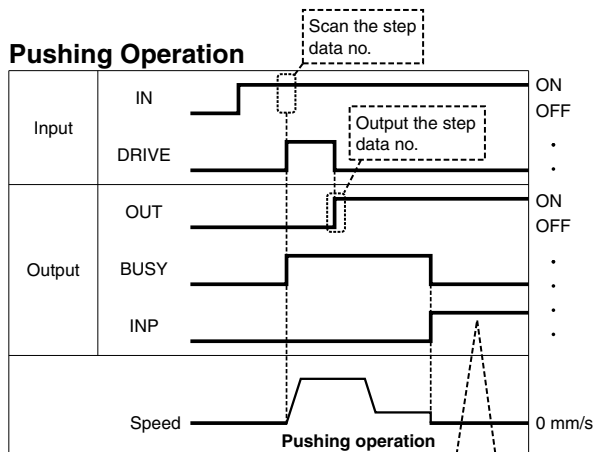 Scan the step
data no.
Pushing Operation
Input
IN
ON
OFF
Output the step
data no.
DRIVE
Output
OUT
ON
OFF
BUSY
INP
Speed
0 mm/s
Pushing operation